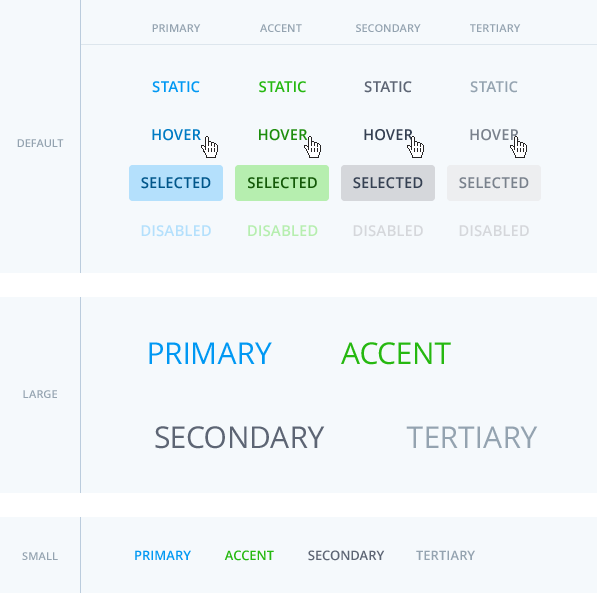 PRIMARY ACCENT SECONDARY TERTIARY
STATIC STATIC STATIC STATIC
HOVER HOVER HOVER HOVER
DEFAULT
SELECTED SELECTED SELECTED SELECTED
DISABLED DISABLED DISABLED DISABLED
PRIMARY ACCENT
LARGE
SECONDARY TERTIARY
SMALL PRIMARY ACCENT SECONDARY TERTIARY